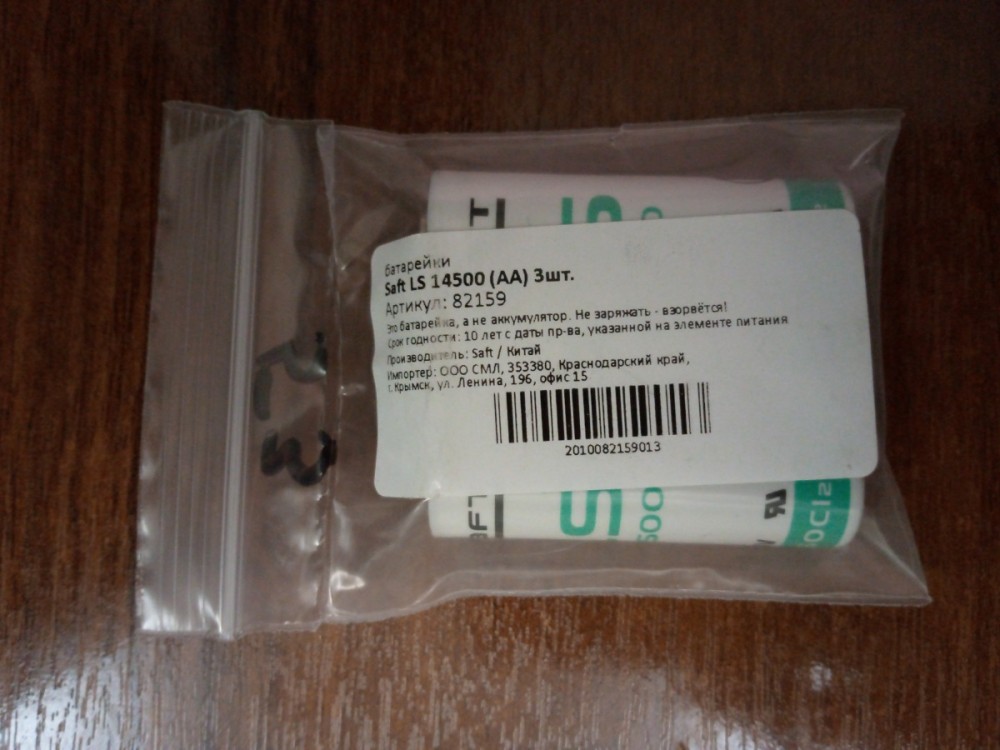 батарейки
Saft LS 14500 (AA) 3шт.
Артикул: 82159
Это батарейка, а не аккумулятор. Не заряжать - взорвётся!
Срок годности: 10 лет с даты пр-ва, указанной на элементе питания
Производитель: Saft / Китай
Импортер: ООО СМЛ, 353380, Краснодарский край,
г. Крымск, ул. Ленина, 196, офис 15
2010082159013